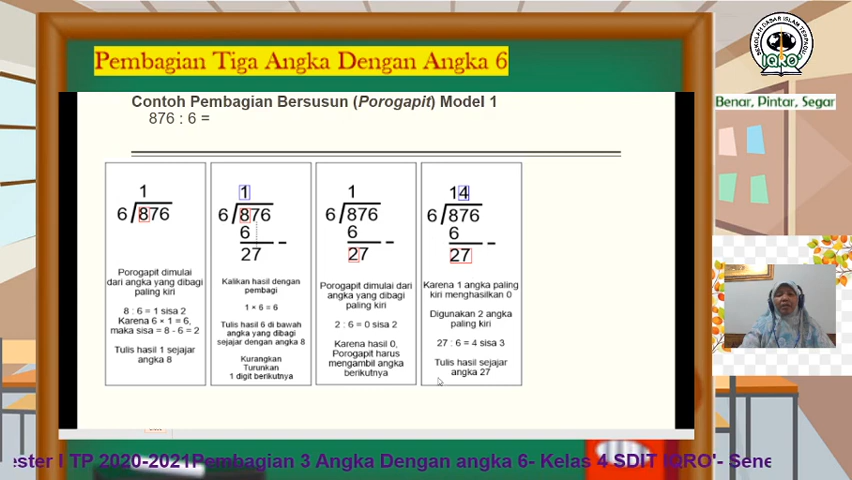 Pembagian Tiga Angka Dengan Angka 6
SEKOLAH DASAR ISLAM TERPADU
IQRO'
Benar, Pintar, Segar
Contoh Pembagian Bersusun (Porogapit) Model 1
876 : 6 =
1
6 876
Porogapit dimulai
dari angka yang dibagi
paling kiri
8 : 6 = 1 sisa 2
Karena 6 × 1 = 6,
maka sisa = 8 - 6 = 2
Tulis hasil 1 sejajar
angka 8
1
6 876
6
27 -
Kalikan hasil dengan
pembagi
1 × 6 = 6
Tulis hasil 6 di bawah
angka yang dibagi
sejajar dengan angka 8
Kurangkan
Turunkan
1 digit berikutnya
1
6 876
6
27 -
Porogapit dimulai dari
angka yang dibagi
paling kiri
2 : 6 = 0 sisa 2
Karena hasil 0,
Porogapit harus
mengambil angka
berikutnya
14
6 876
6
27 -
Karena 1 angka paling
kiri menghasilkan 0
Digunakan 2 angka
paling kiri
27 : 6 = 4 sisa 3
Tulis hasil sejajar
angka 27
ester I TP 2020-2021Pembagian 3 Angka Dengan angka 6- Kelas 4 SDIT IQRO'- Sene